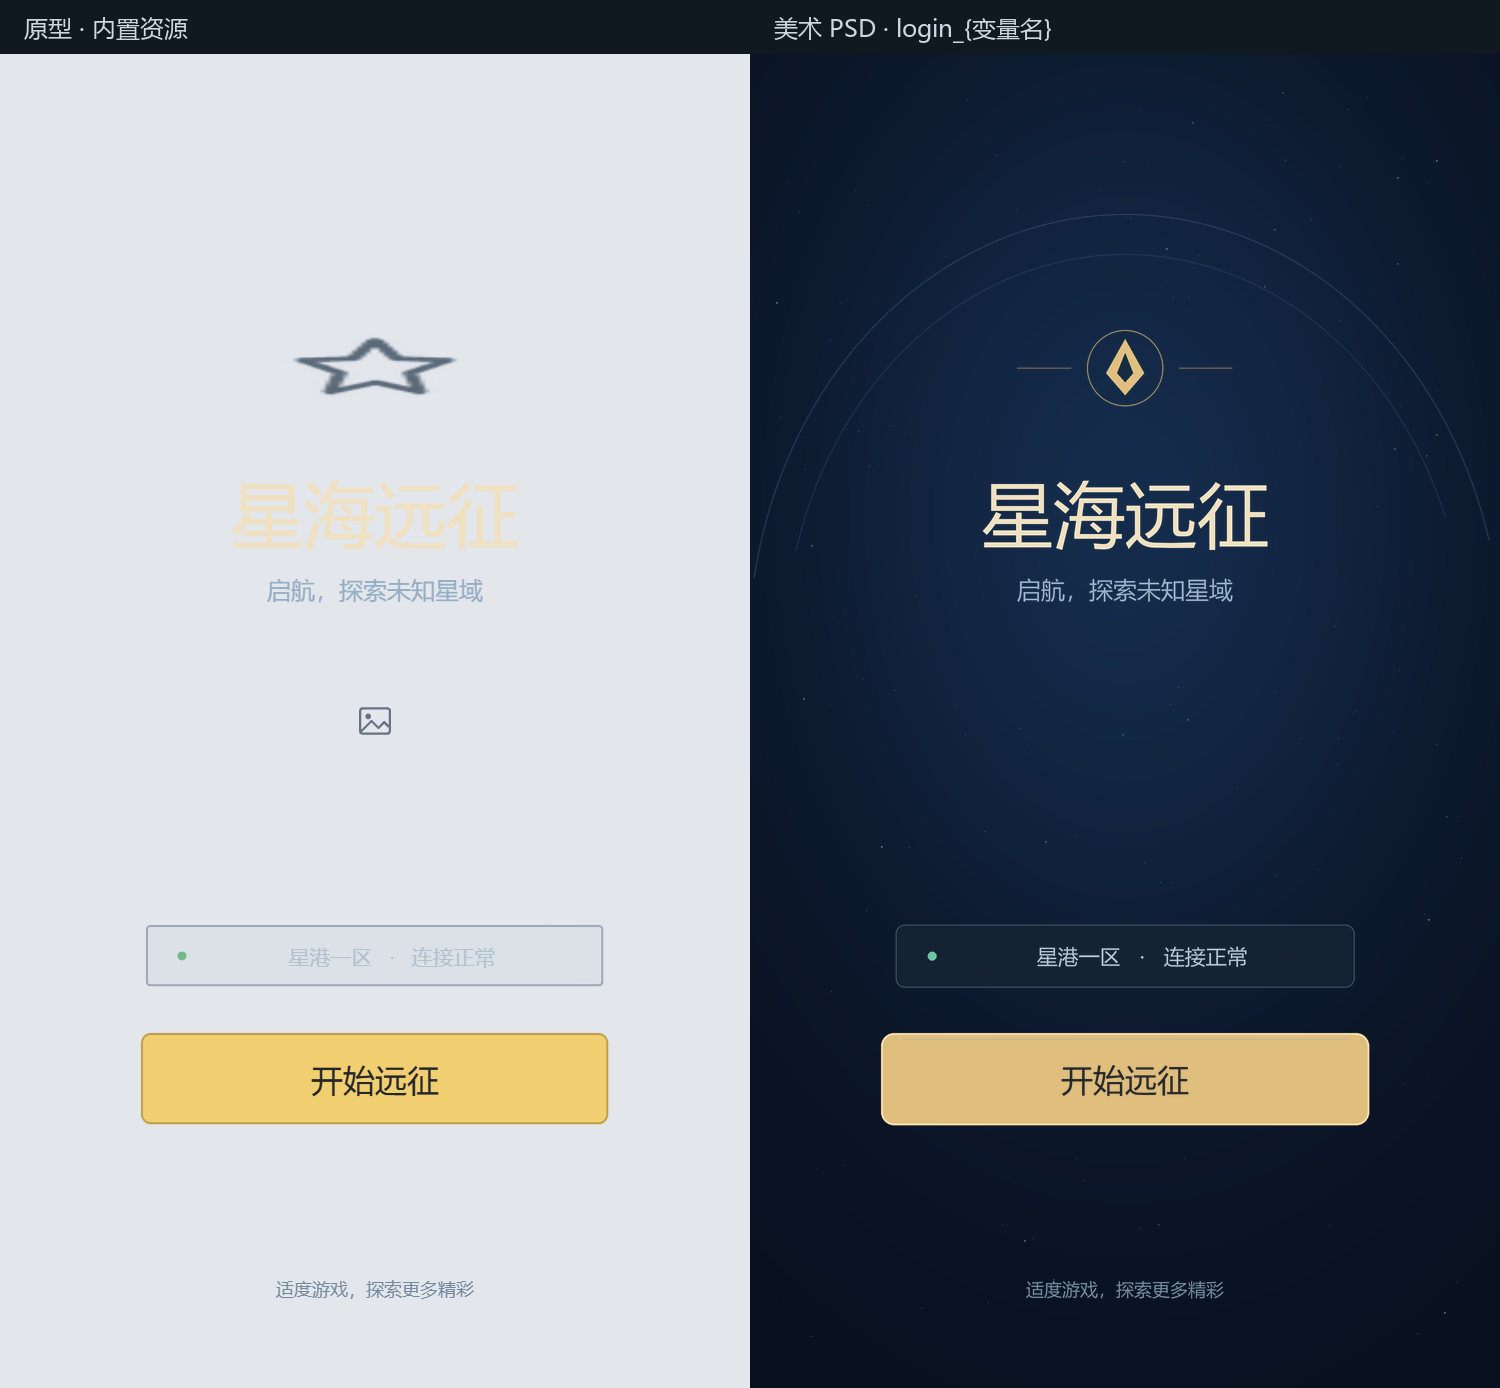 原型 · 内置资源
星海远征
启航，探索未知星域
星港一区 · 连接正常
开始远征
适度游戏，探索更多精彩
美术 PSD · login_{变量名}
星海远征
启航，探索未知星域
星港一区 · 连接正常
开始远征
适度游戏，探索更多精彩